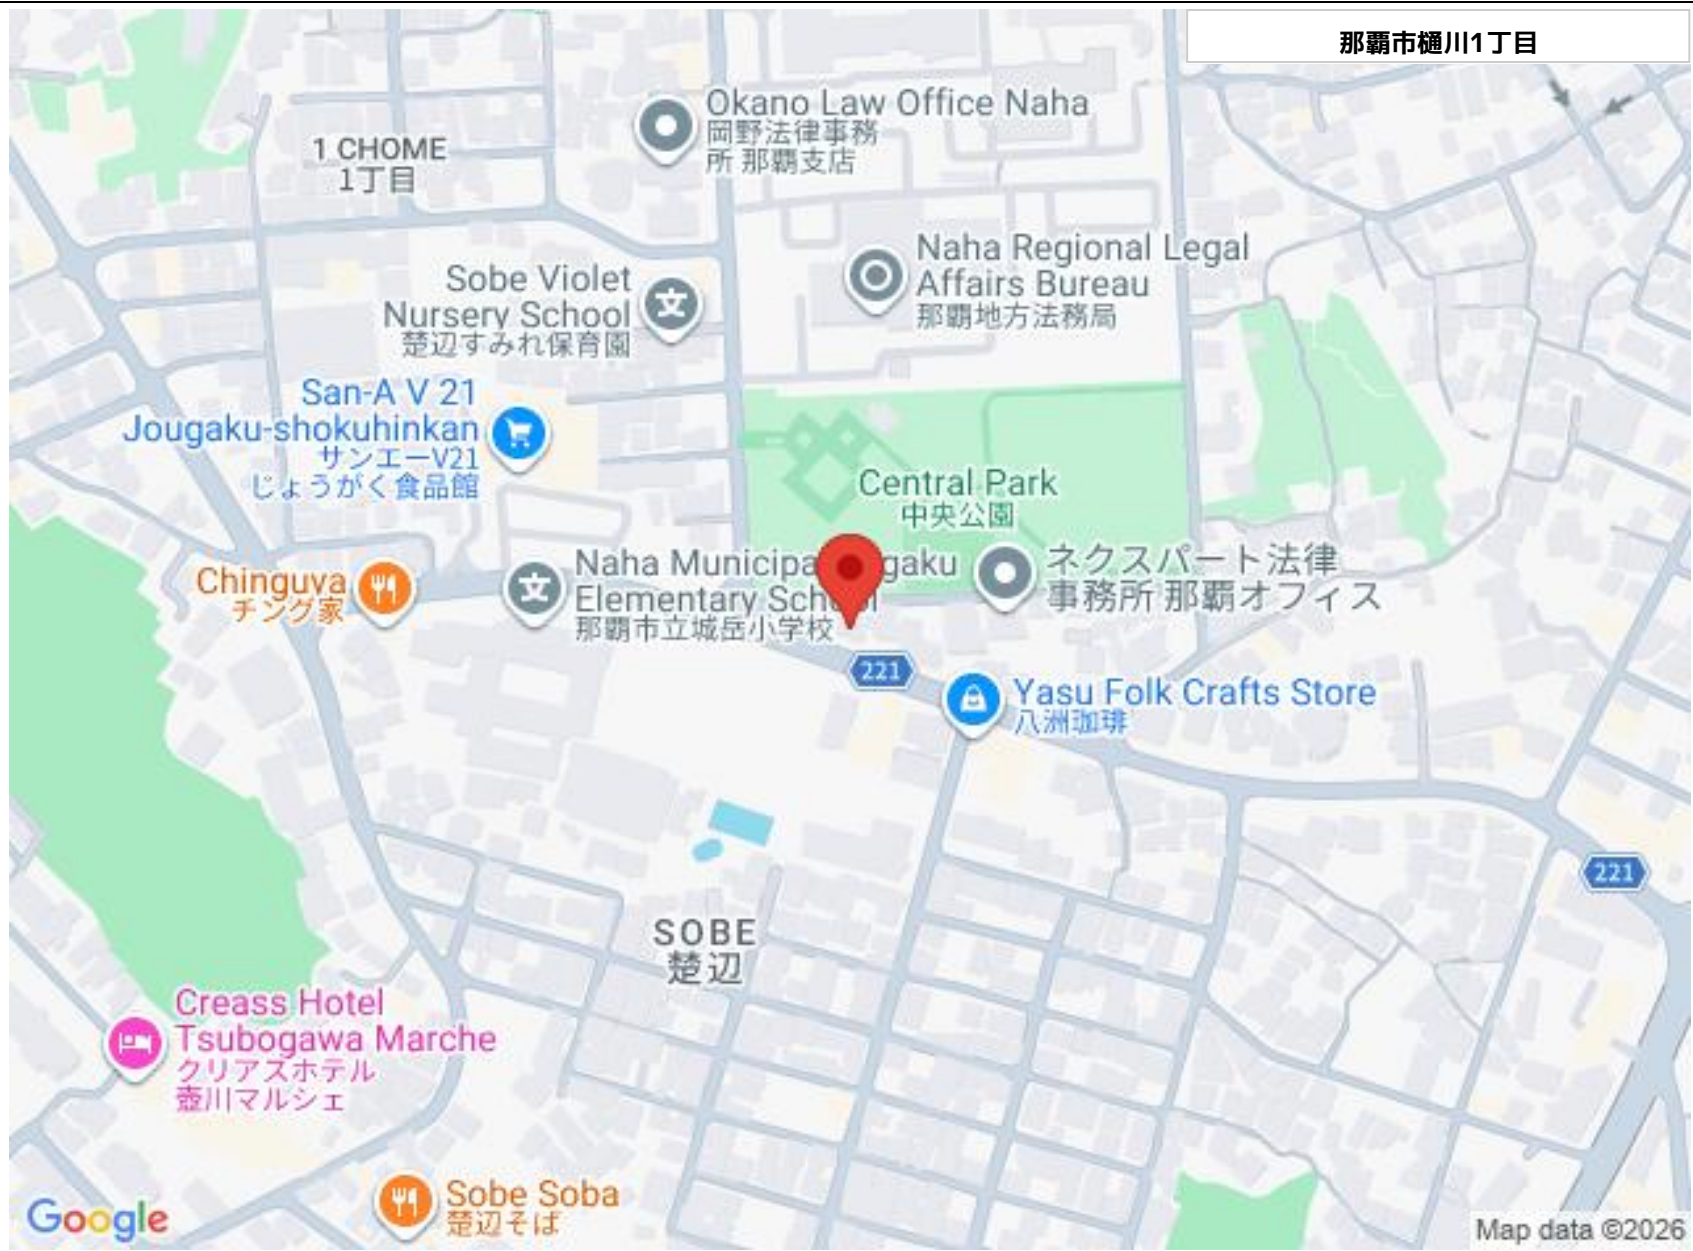 那覇市樋川1丁目
Okano Law Office Naha
岡野法律事務
所 那覇支店
1 CHOME
1丁目
Naha Regional Legal
Affairs Bureau
那覇地方法務局
Sobe Violet
Nursery School
楚辺すみれ保育園
San-A V 21
Jougaku-shokuhinkan
サンエーV21
じょうがく食品館
Central Park
中央公園
Naha Municipa
gaku
Elementary School
那覇市立城岳小学校
ネクスパート法律
事務所 那覇オフィス
Chinguya
チング家
221
Yasu Folk Crafts Store
八洲珈琲
221
SOBE
楚辺
Creass Hotel
Tsubogawa Marche
クリアスホテル
壺川マルシェ
Sobe Soba
楚辺そば
Google
Map data ©2026